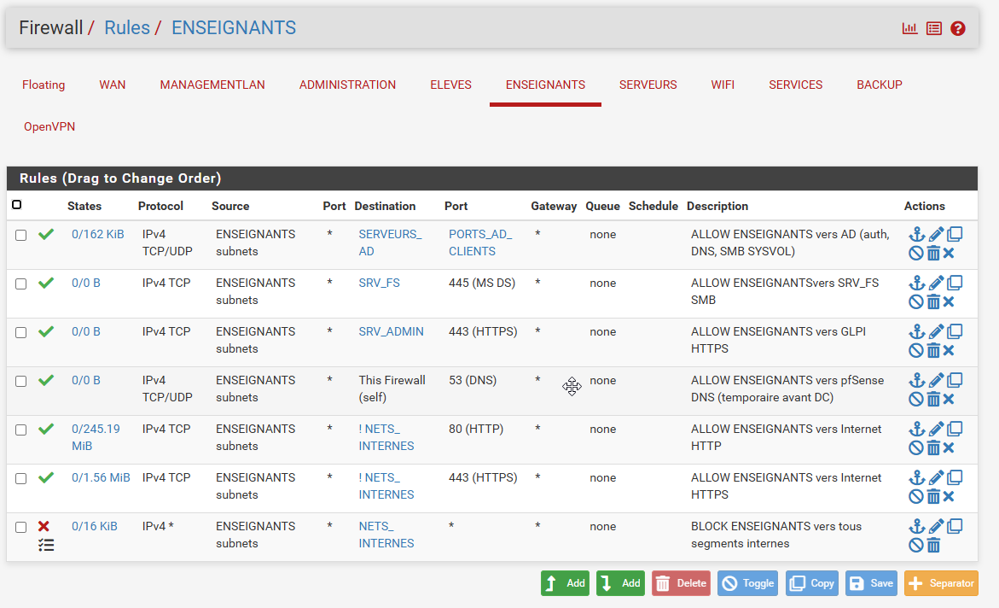 Firewall / Rules / ENSEIGNANTS
Floating WAN MANAGEMENTLAN ADMINISTRATION ELEVES ENSEIGNANTS SERVEURS WIFI SERVICES BACKUP
OpenVPN
Rules (Drag to Change Order)
States Protocol Source Port Destination Port Gateway Queue Schedule Description Actions
0/162 KiB IPv4 ENSEIGNANTS * SERVEURS_ PORTS_AD_ * none ALLOW ENSEIGNANTS vers AD (auth,
TCP/UDP subnets AD CLIENTS DNS, SMB SYSVOL)
0/0 B IPv4 TCP ENSEIGNANTS * SRV_FS 445 (MS DS) * none ALLOW ENSEIGNANTSvers SRV_FS
subnets SMB
0/0 B IPv4 TCP ENSEIGNANTS * SRV_ADMIN 443 (HTTPS) * none ALLOW ENSEIGNANTS vers GLPI
subnets HTTPS
0/0 B IPv4 ENSEIGNANTS * This Firewall 53 (DNS) * none ALLOW ENSEIGNANTS vers pfSense
TCP/UDP subnets (self) DNS (temporaire avant DC)
0/245.19 IPv4 TCP ENSEIGNANTS * ! NETS_ 80 (HTTP) * none ALLOW ENSEIGNANTS vers Internet
MiB subnets INTERNES HTTP
0/1.56 MiB IPv4 TCP ENSEIGNANTS * ! NETS_ 443 (HTTPS) * none ALLOW ENSEIGNANTS vers Internet
subnets INTERNES HTTPS
0/16 KiB IPv4 * ENSEIGNANTS * NETS_ * * none BLOCK ENSEIGNANTS vers tous
subnets INTERNES segments internes
Add Add Delete Toggle Copy Save Separator